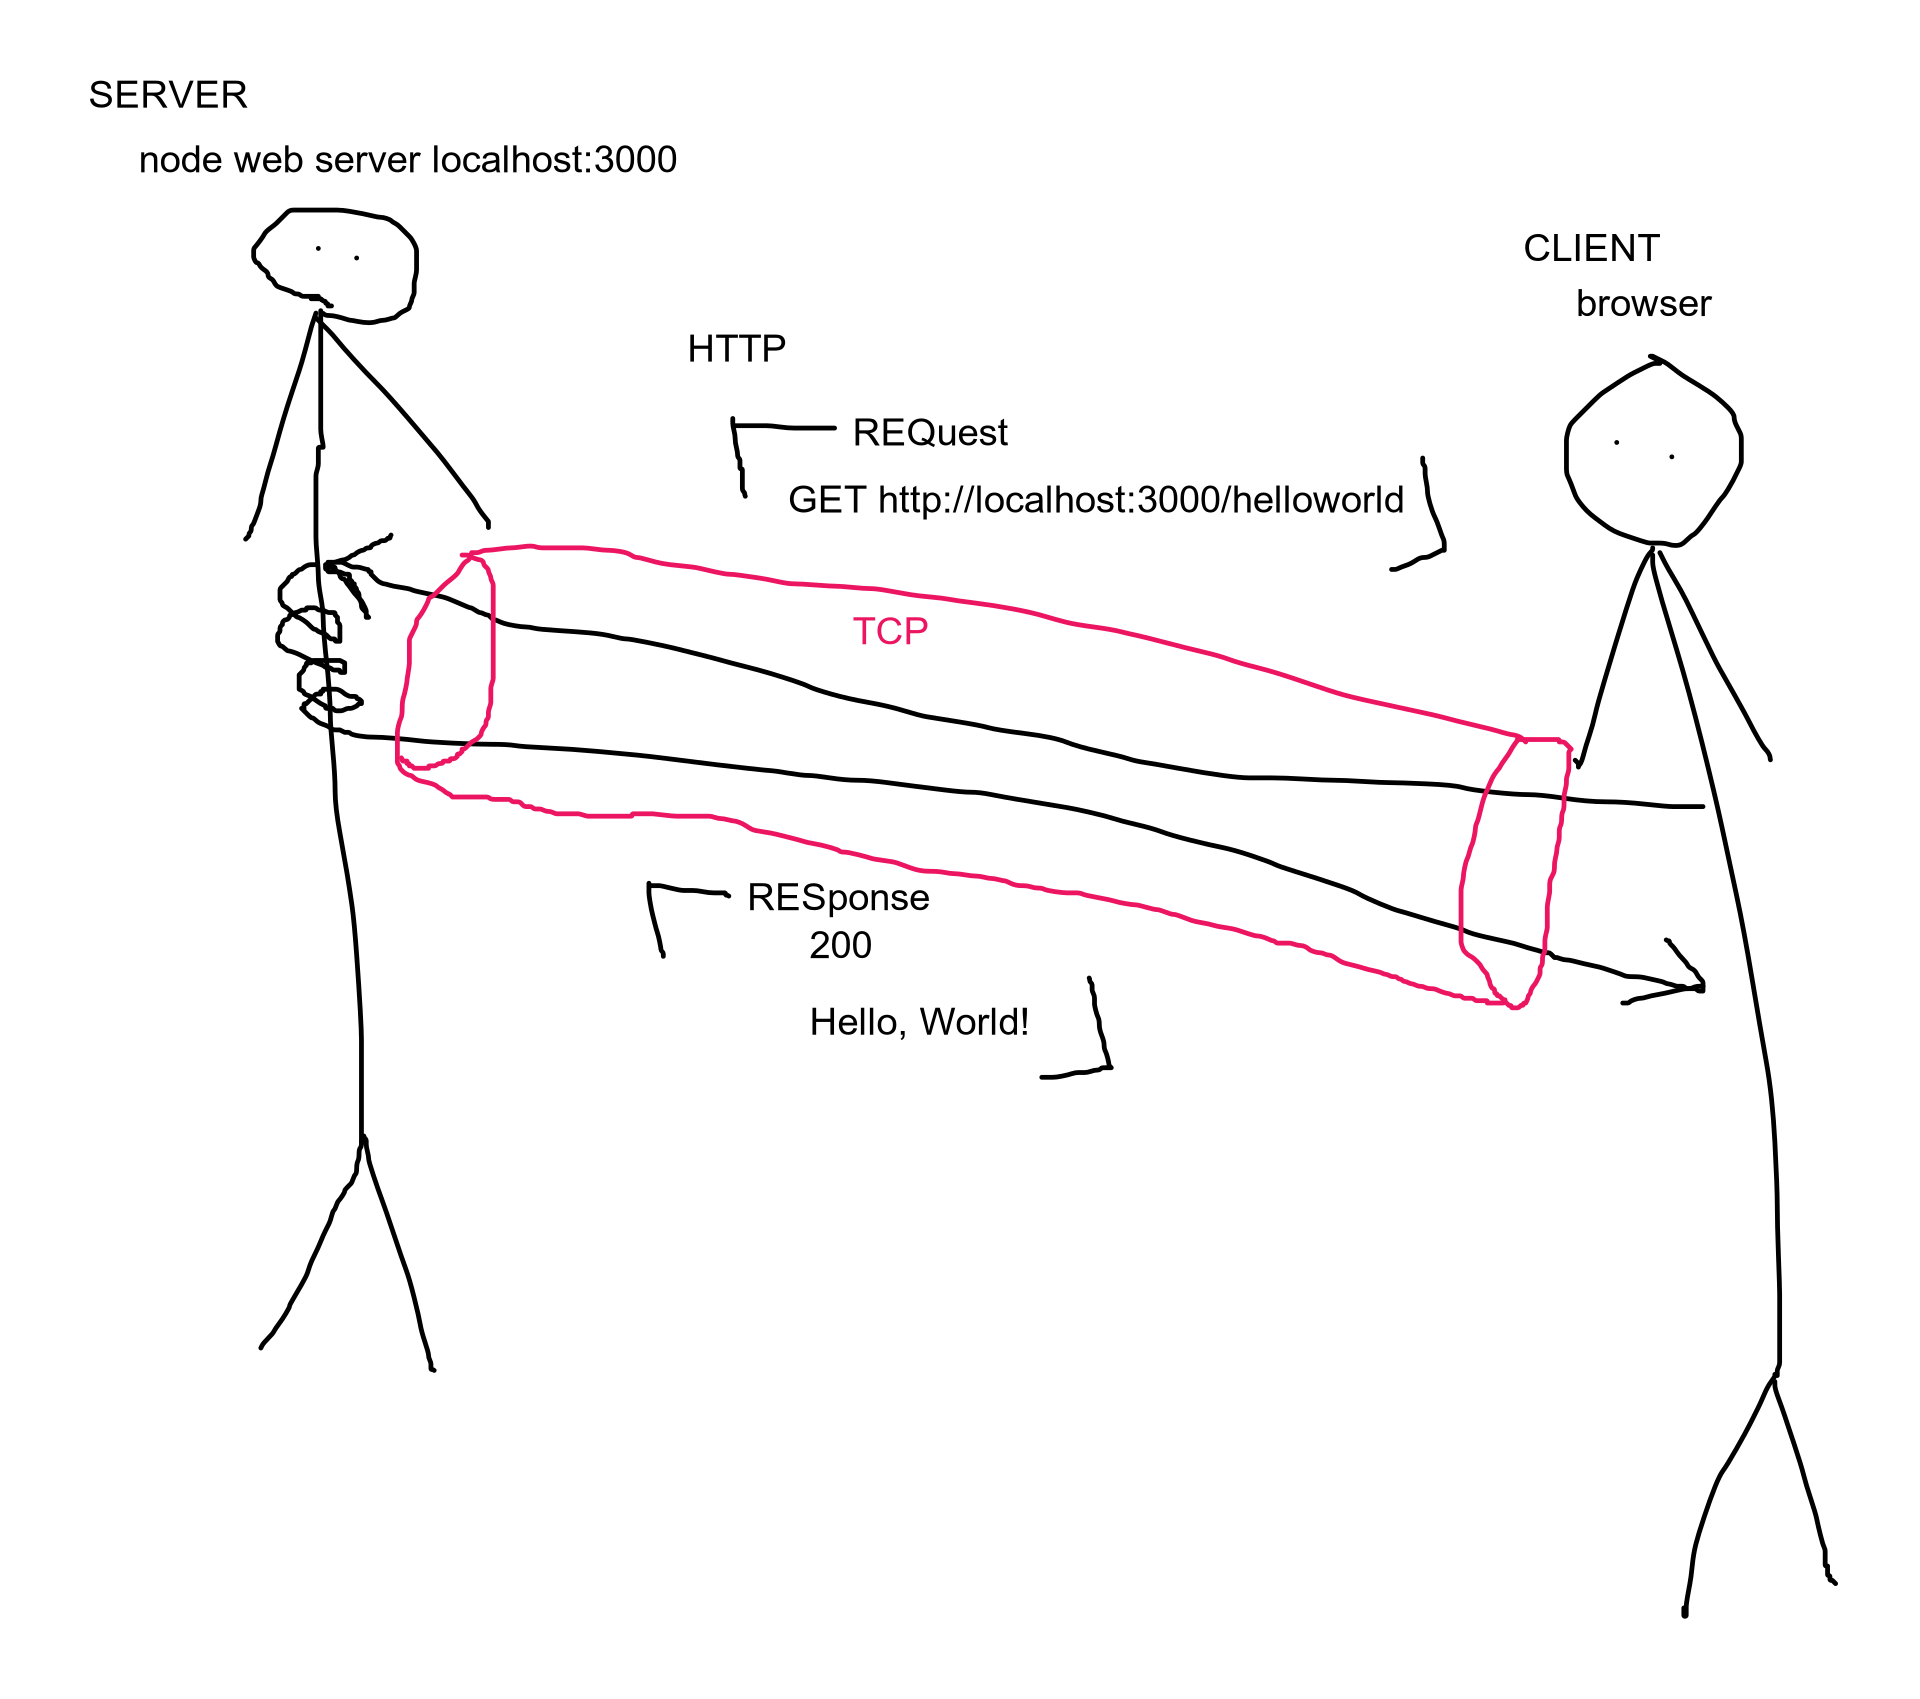 SERVER
node web server localhost:3000
CLIENT
browser
HTTP
REQuest
GET http://localhost:3000/helloworld
TCP
RESponse
200
Hello, World!